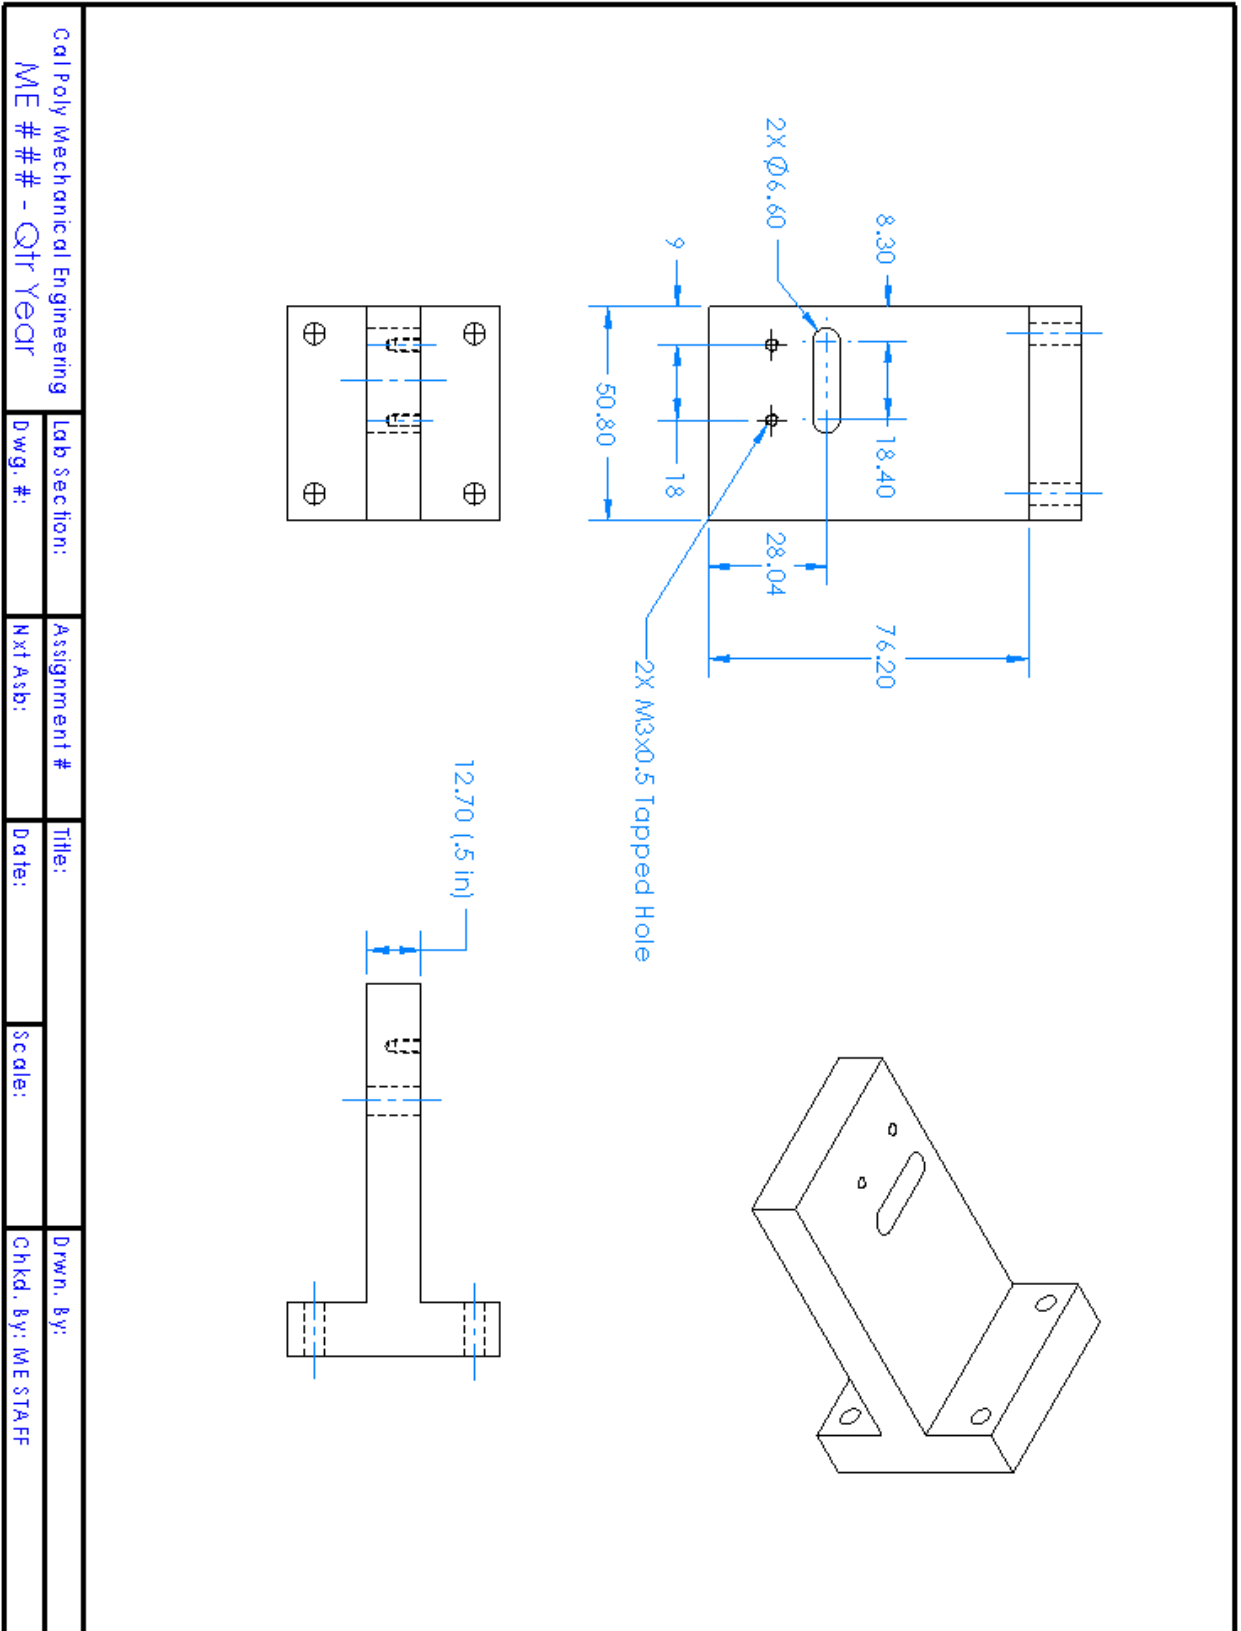 2X Ø6.60
8.30
18.40
9
18
50.80
28.04
76.20
2X M3x0.5 Tapped Hole
12.70 (.5 in)
Cal Poly Mechanical Engineering
ME ### - Qtr Year
Lab Section:
Dwg. #:
Assignment #
Nxt Asb:
Title:
Date:
Scale:
Drwn. By:
Chkd. By: ME STAFF